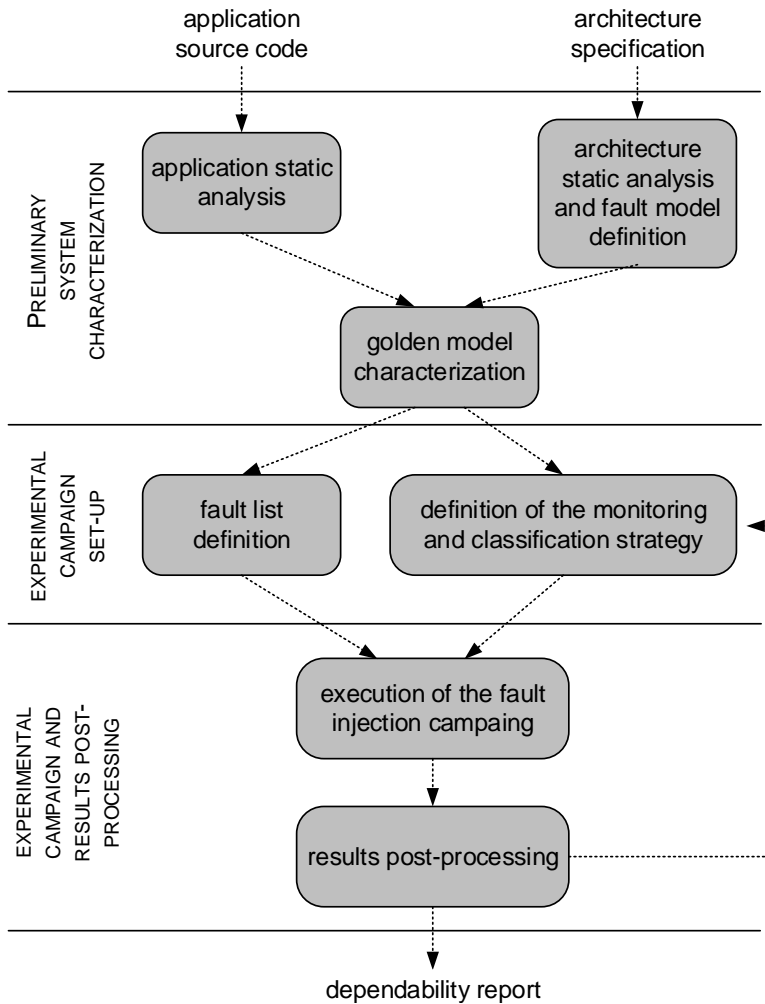 application
source code
architecture
specification
PRELIMINARY
SYSTEM
CHARACTERIZATION
application static
analysis
architecture
static analysis
and fault model
definition
golden model
characterization
EXPERIMENTAL
CAMPAIGN
SET-UP
fault list
definition
definition of the monitoring
and classification strategy
EXPERIMENTAL
CAMPAIGN AND
RESULTS POST-
PROCESSING
execution of the fault
injection campaing
results post-processing
dependability report